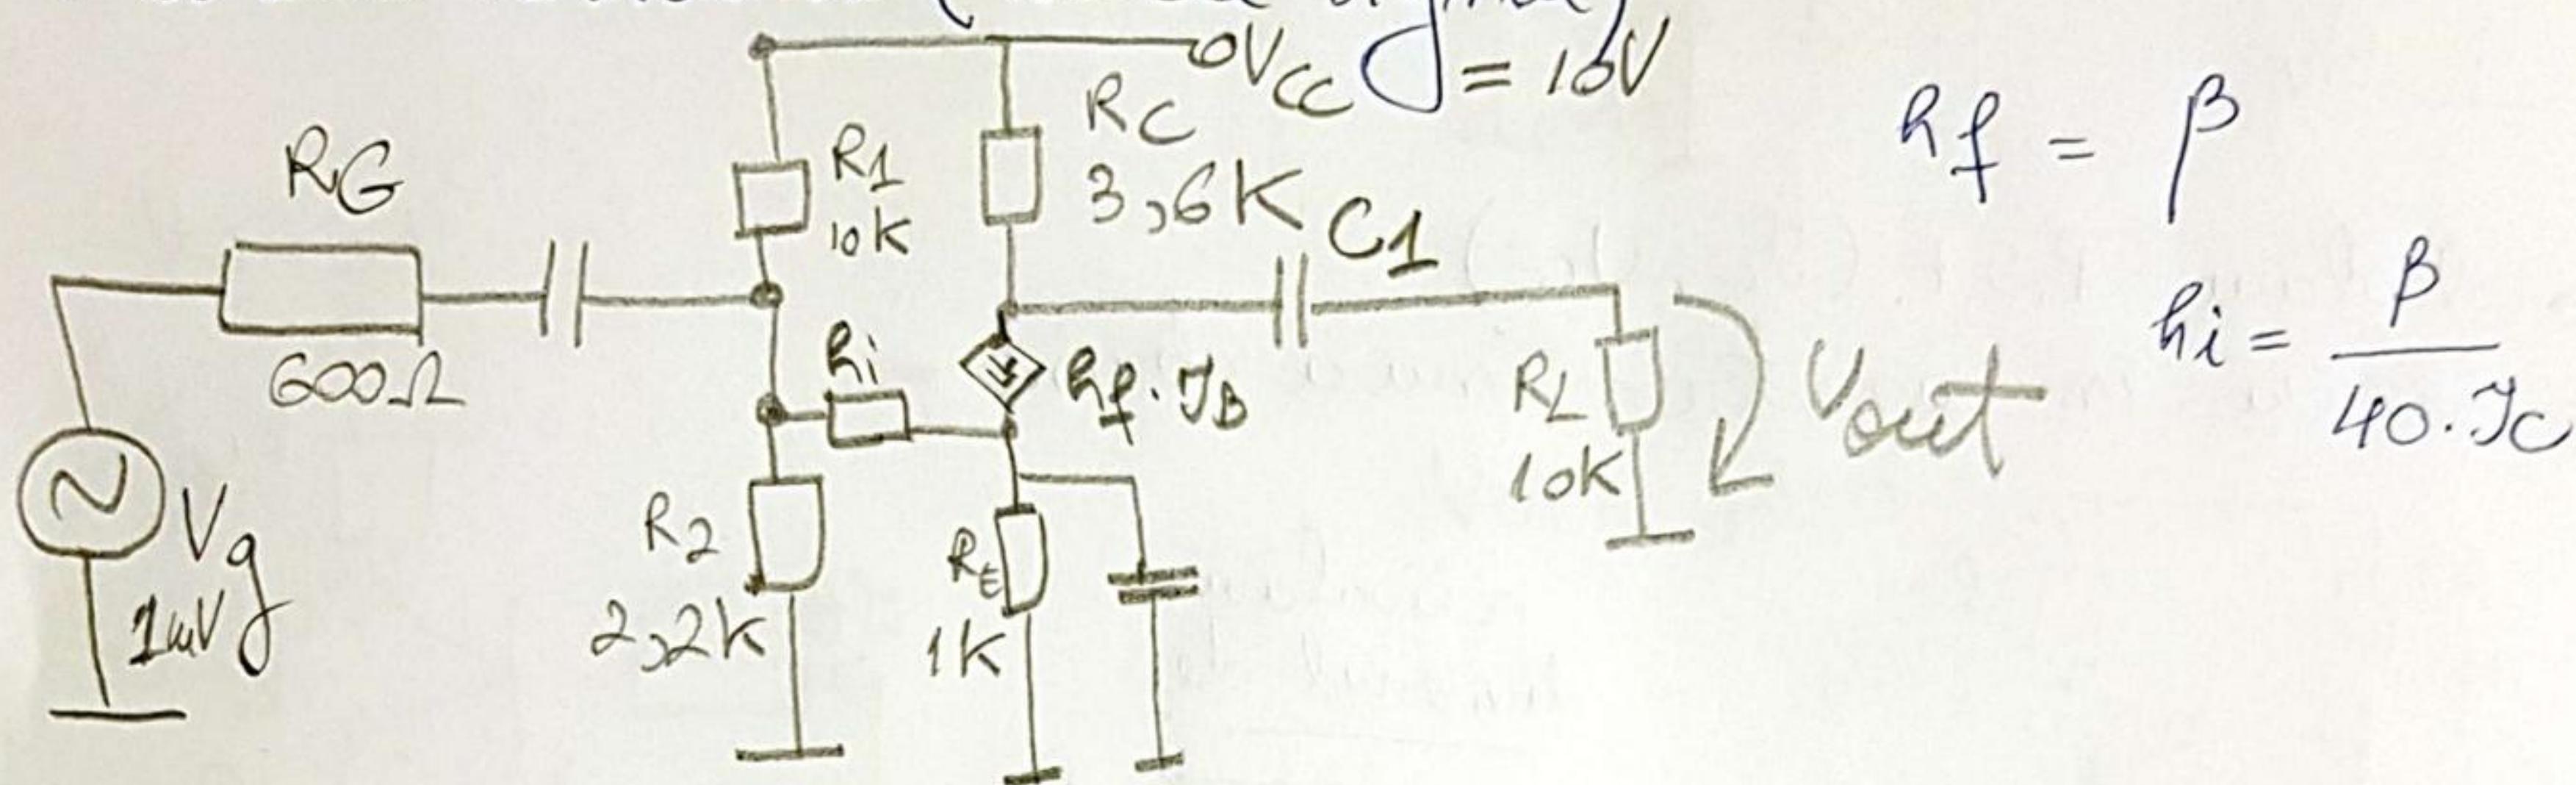 VCC = 10V
RG
600Ω
Vg
1mV
R1
10K
RC
3,6K
C1
hi
hf.IB
R2
2,2K
RE
1K
RL
10K
Vout
hf = β
hi = β / 40.IC